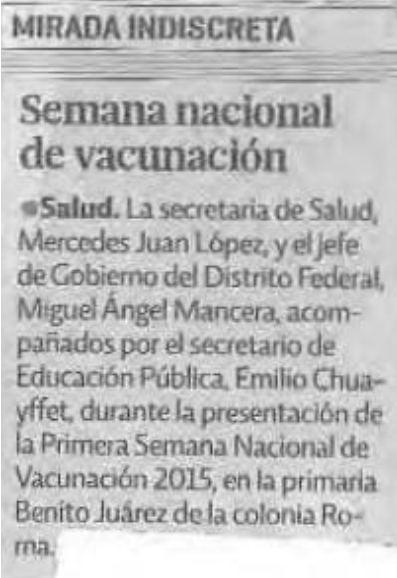 MIRADA INDISCRETA
Semana nacional
de vacunación
Salud. La secretaria de Salud,
Mercedes Juan López, y el jefe
de Gobierno del Distrito Federal,
Miguel Ángel Mancera, acom-
pañados por el secretario de
Educación Pública, Emilio Chua-
yffet, durante la presentación de
la Primera Semana Nacional de
Vacunación 2015, en la primaria
Benito Juárez de la colonia Ro-
ma.